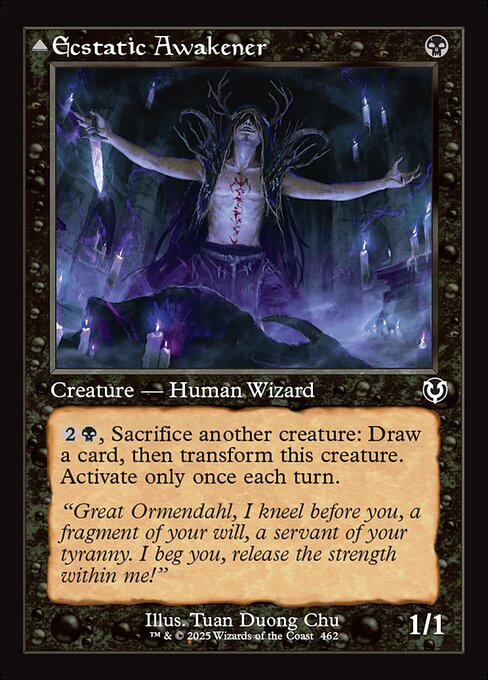 Ecstatic Awakener
Creature — Human Wizard
2, Sacrifice another creature: Draw
a card, then transform this creature.
Activate only once each turn.
“Great Ormendahl, I kneel before you, a
fragment of your will, a servant of your
tyranny. I beg you, release the strength
within me!”
Illus. Tuan Duong Chu
™ & © 2025 Wizards of the Coast 462
1/1